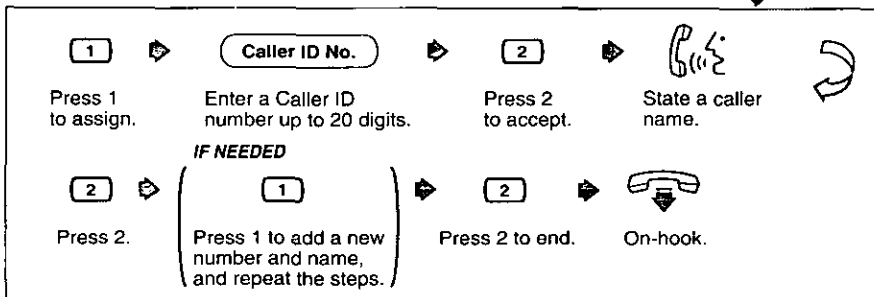 1
Caller ID No.
2
Press 1
to assign.
Enter a Caller ID
number up to 20 digits.
Press 2
to accept.
State a caller
name.
IF NEEDED
2
1
2
Press 2.
Press 1 to add a new
number and name,
and repeat the steps.
Press 2 to end.
On-hook.